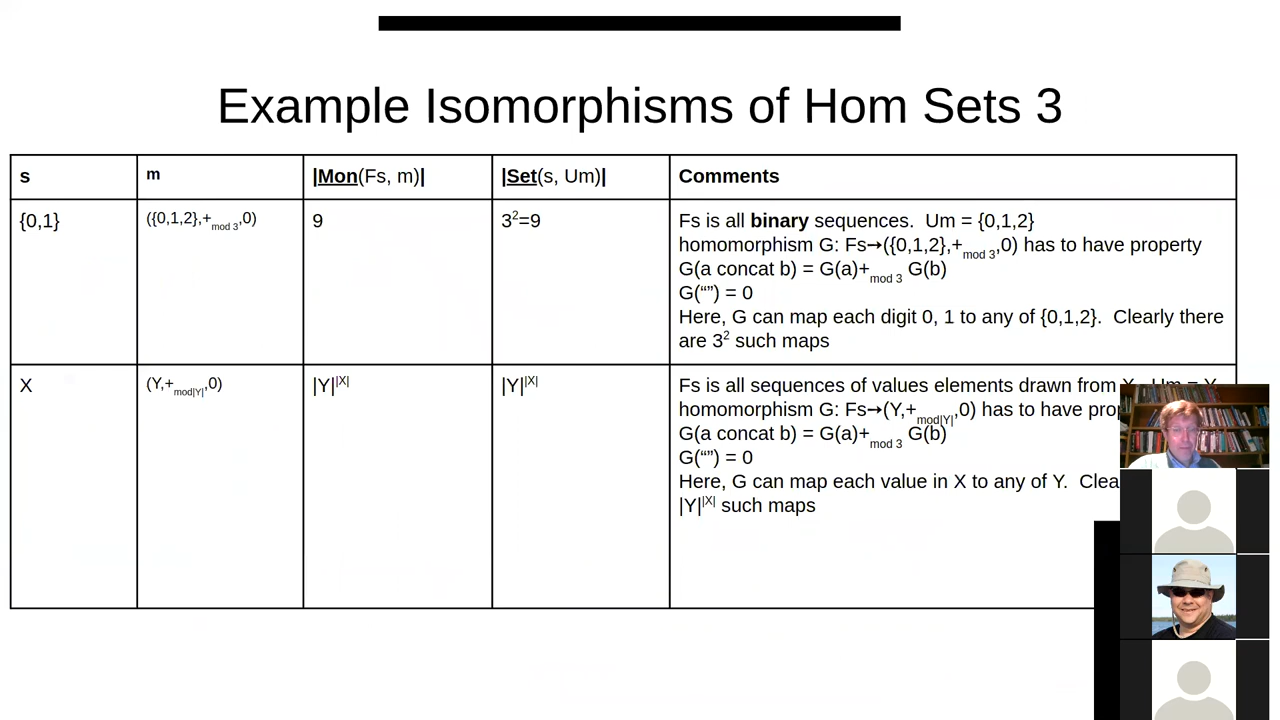 Example Isomorphisms of Hom Sets 3
s
m
|Mon(Fs, m)|
|Set(s, Um)|
Comments
{0,1}
({0,1,2},+mod 3,0)
9
3²=9
Fs is all binary sequences.  Um = {0,1,2}
homomorphism G: Fs→({0,1,2},+mod 3,0) has to have property
G(a concat b) = G(a)+mod 3 G(b)
G(“”) = 0
Here, G can map each digit 0, 1 to any of {0,1,2}.  Clearly there
are 3² such maps
X
(Y,+mod|Y|,0)
|Y||X|
|Y||X|
Fs is all sequences of values elements drawn from X.  Um = Y
homomorphism G: Fs→(Y,+mod|Y|,0) has to have
G(a concat b) = G(a)+mod 3 G(b)
G(“”) = 0
Here, G can map each value in X to any of Y.
|Y||X| such maps